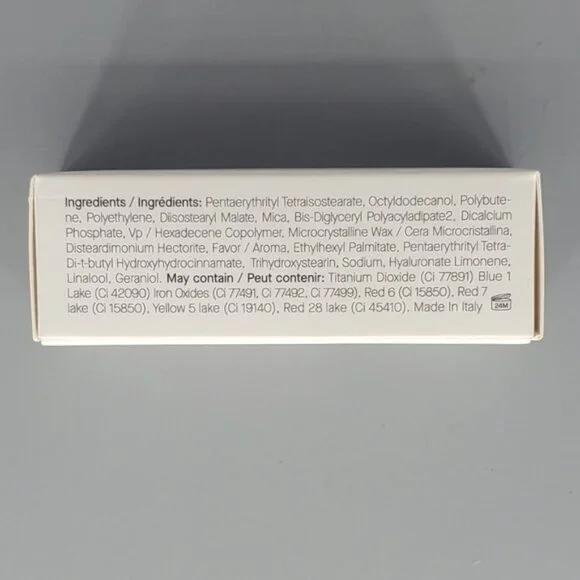 Ingredients / Ingrédients: Pentaerythrityl Tetraisostearate, Octyldodecanol, Polybute-
ne, Polyethylene, Diisostearyl Malate, Mica, Bis-Diglyceryl Polyacyladipate2, Dicalcium
Phosphate, Vp / Hexadecene Copolymer, Microcrystalline Wax / Cera Microcristallina,
Disteardimonium Hectorite, Favor / Aroma, Ethylhexyl Palmitate, Pentaerythrityl Tetra-
Di-t-butyl Hydroxyhydrocinnamate, Trihydroxystearin, Sodium, Hyaluronate Limonene,
Linalool, Geraniol. May contain / Peut contenir: Titanium Dioxide (Ci 77891) Blue 1
Lake (Ci 42090) Iron Oxides (Ci 77491, Ci 77492, Ci 77499), Red 6 (Ci 15850), Red 7
lake (Ci 15850), Yellow 5 lake (Ci 19140), Red 28 lake (Ci 45410). Made In Italy 24M